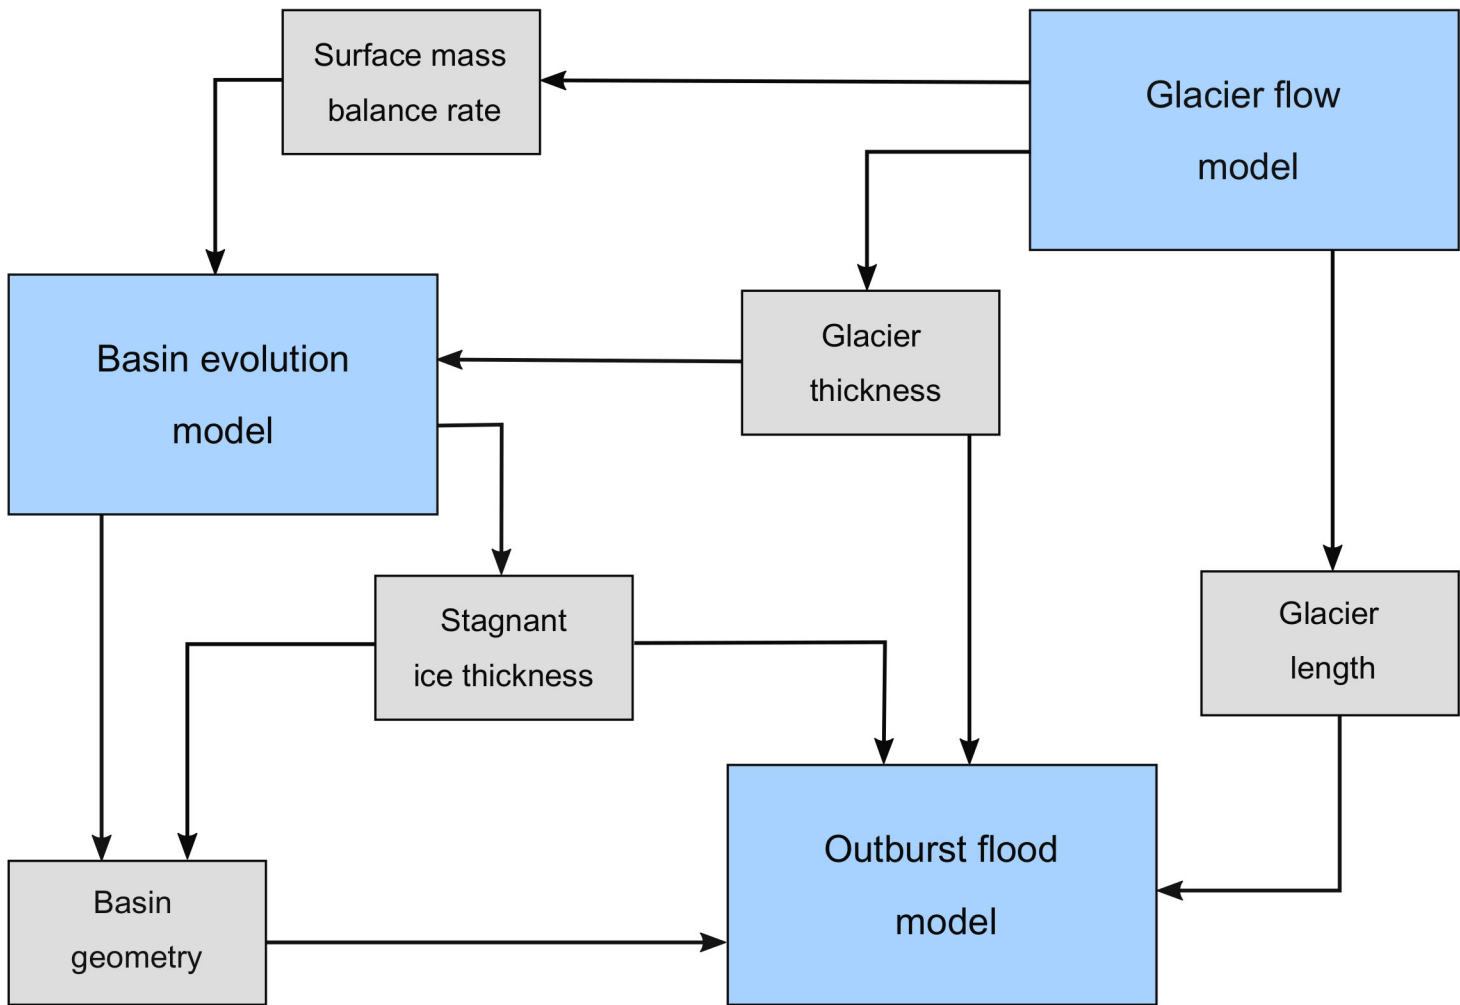 Surface mass
balance rate
Glacier flow
model
Basin evolution
model
Glacier
thickness
Stagnant
ice thickness
Glacier
length
Basin
geometry
Outburst flood
model